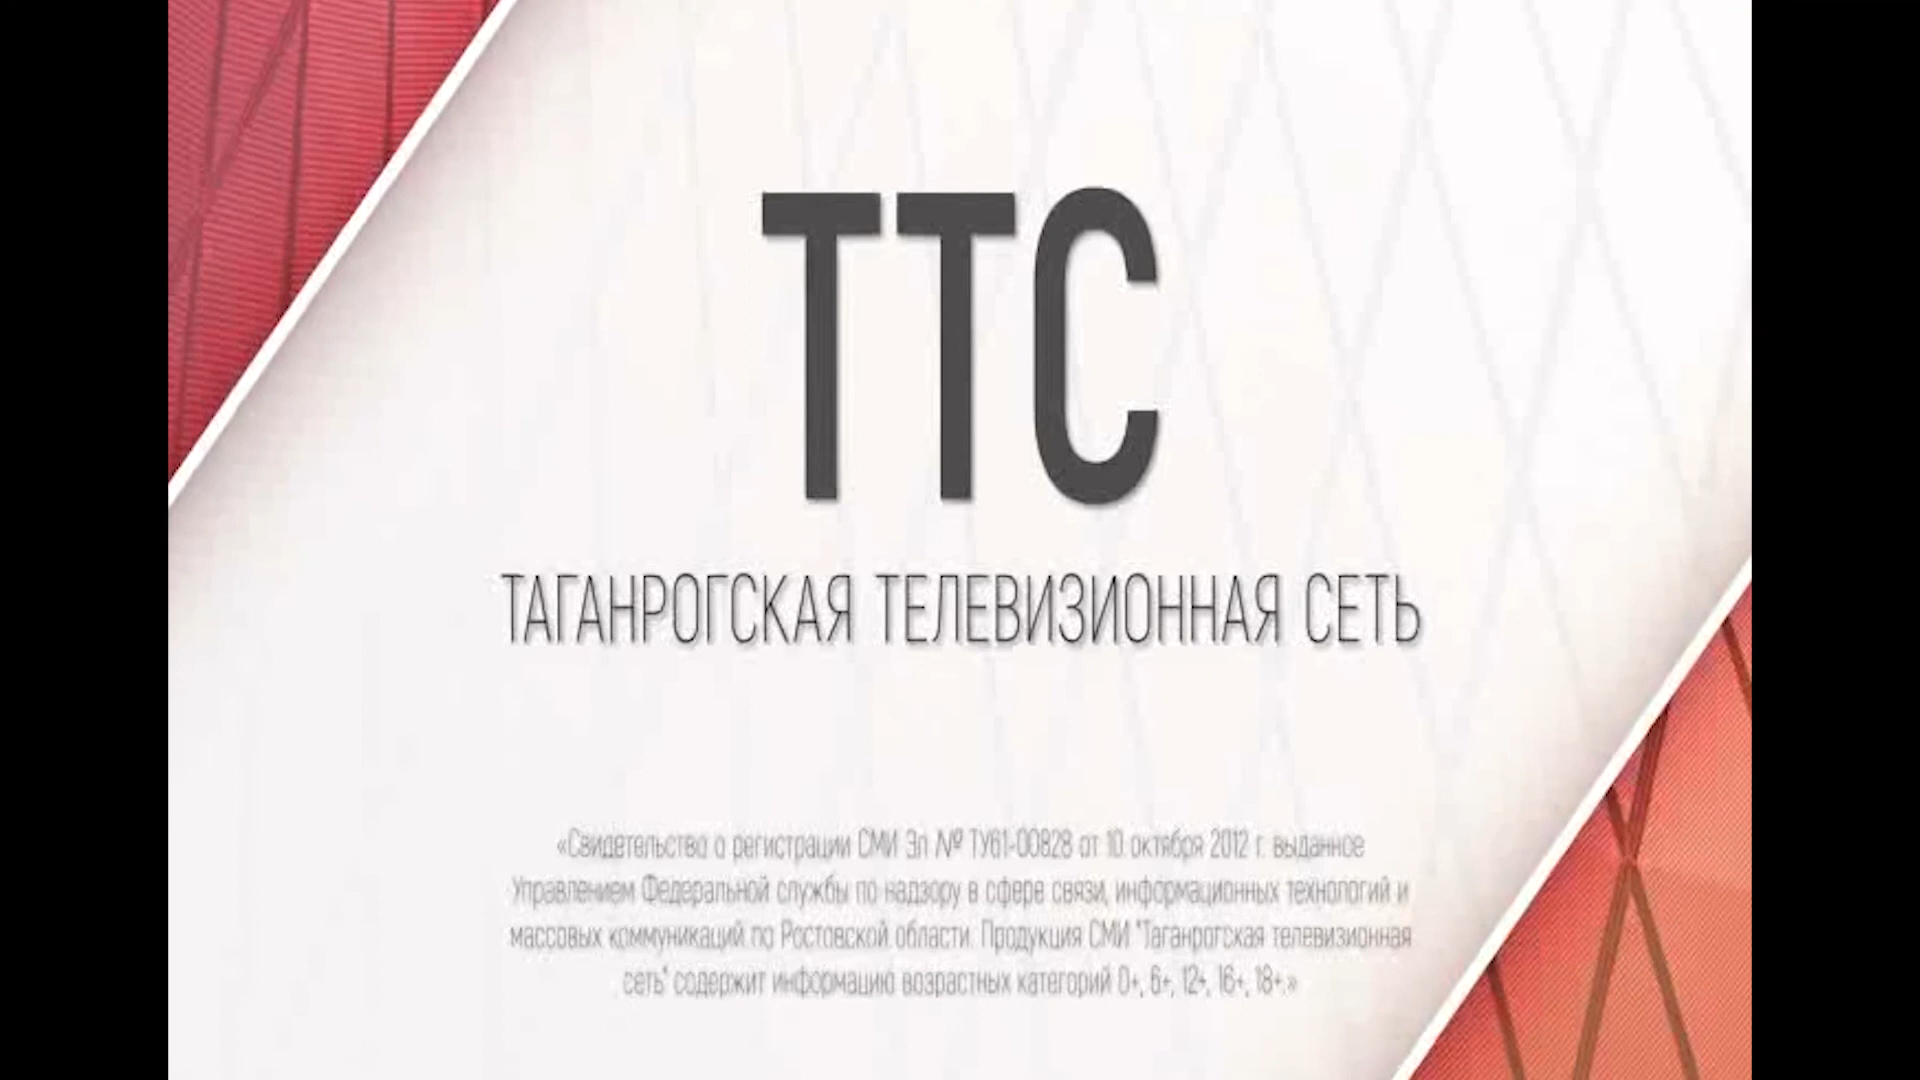 ТТС
ТАГАНРОГСКАЯ ТЕЛЕВИЗИОННАЯ СЕТЬ
«Свидетельство о регистрации СМИ Эл № ТУ61-00828 от 10 октября 2012 г. выданное
Управлением Федеральной службы по надзору в сфере связи, информационных технологий и
массовых коммуникаций по Ростовской области. Продукция СМИ "Таганрогская телевизионная
сеть" содержит информацию возрастных категорий 0+, 6+, 12+, 16+, 18+.»